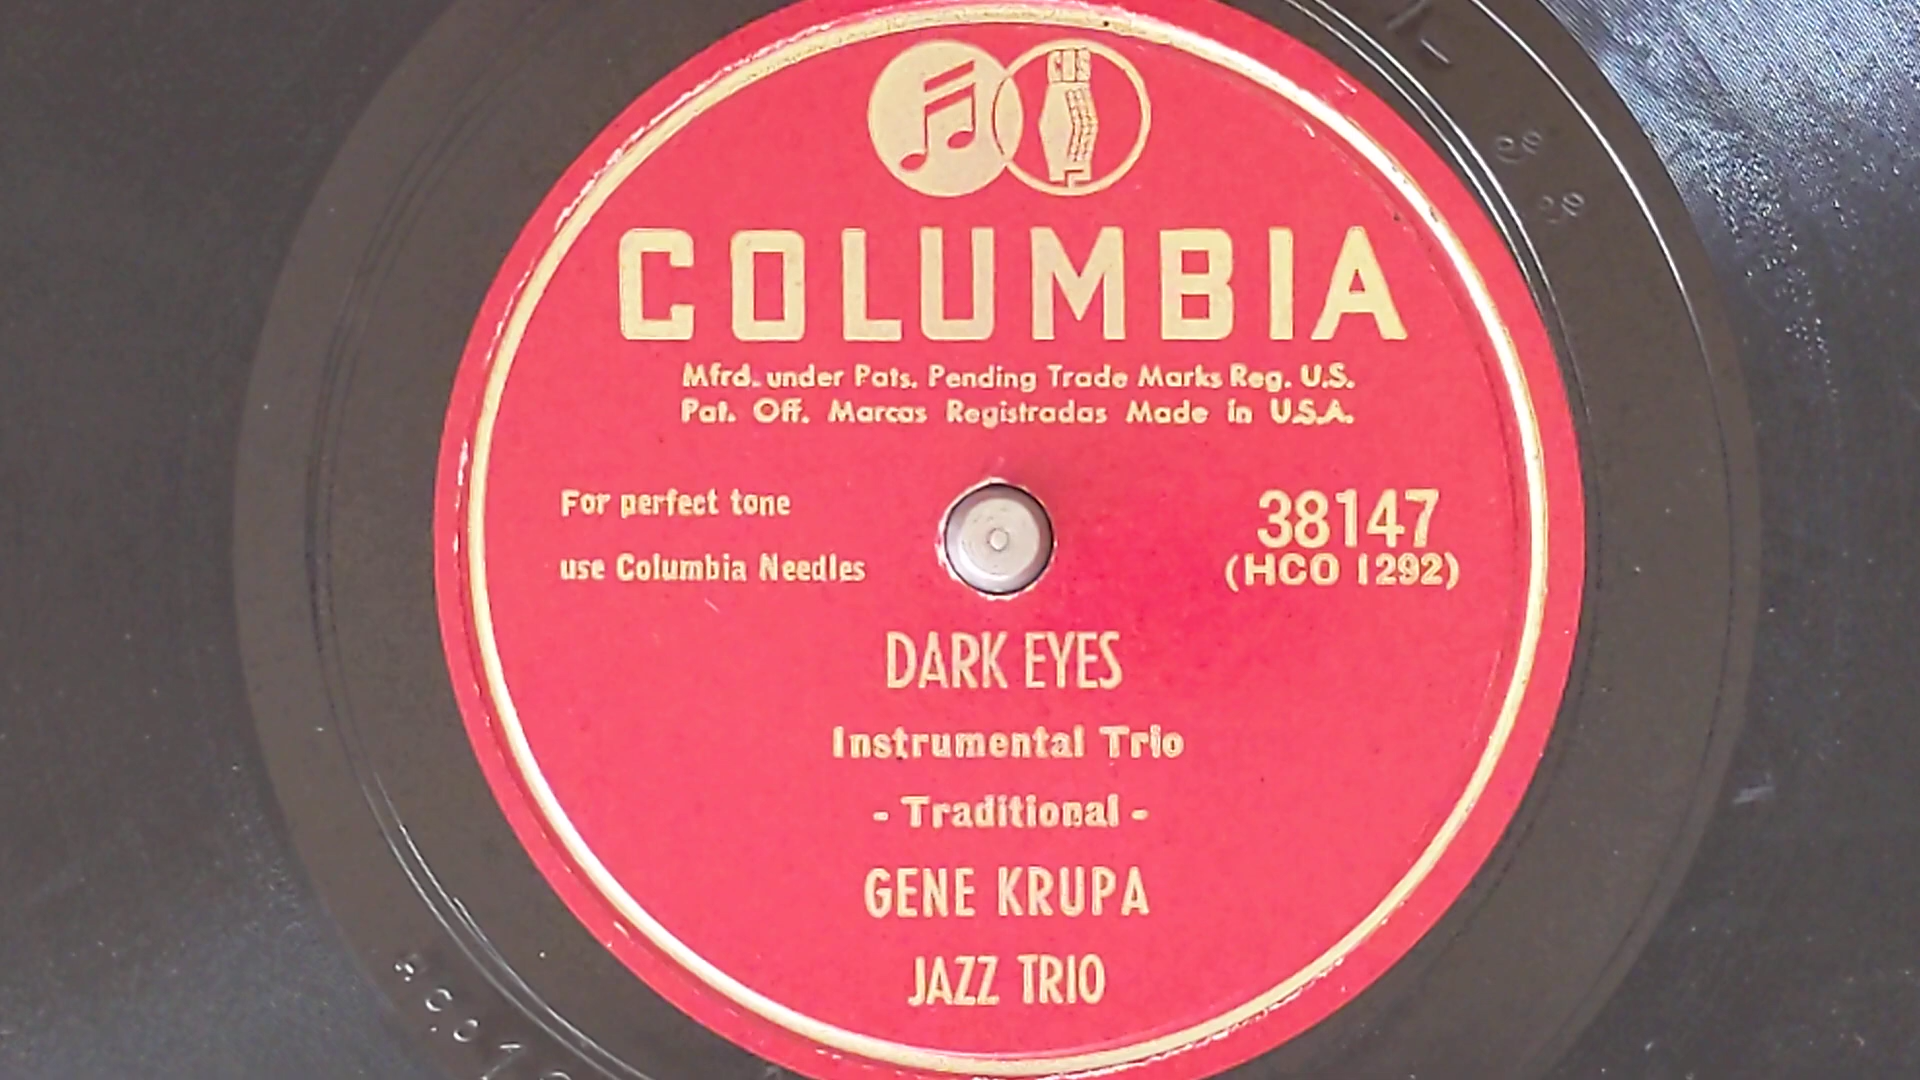 CBS
COLUMBIA
Mfrd. under Pats. Pending Trade Marks Reg. U.S.
Pat. Off. Marcas Registradas Made in U.S.A.
For perfect tone
use Columbia Needles
38147
(HCO 1292)
DARK EYES
Instrumental Trio
- Traditional -
GENE KRUPA
JAZZ TRIO